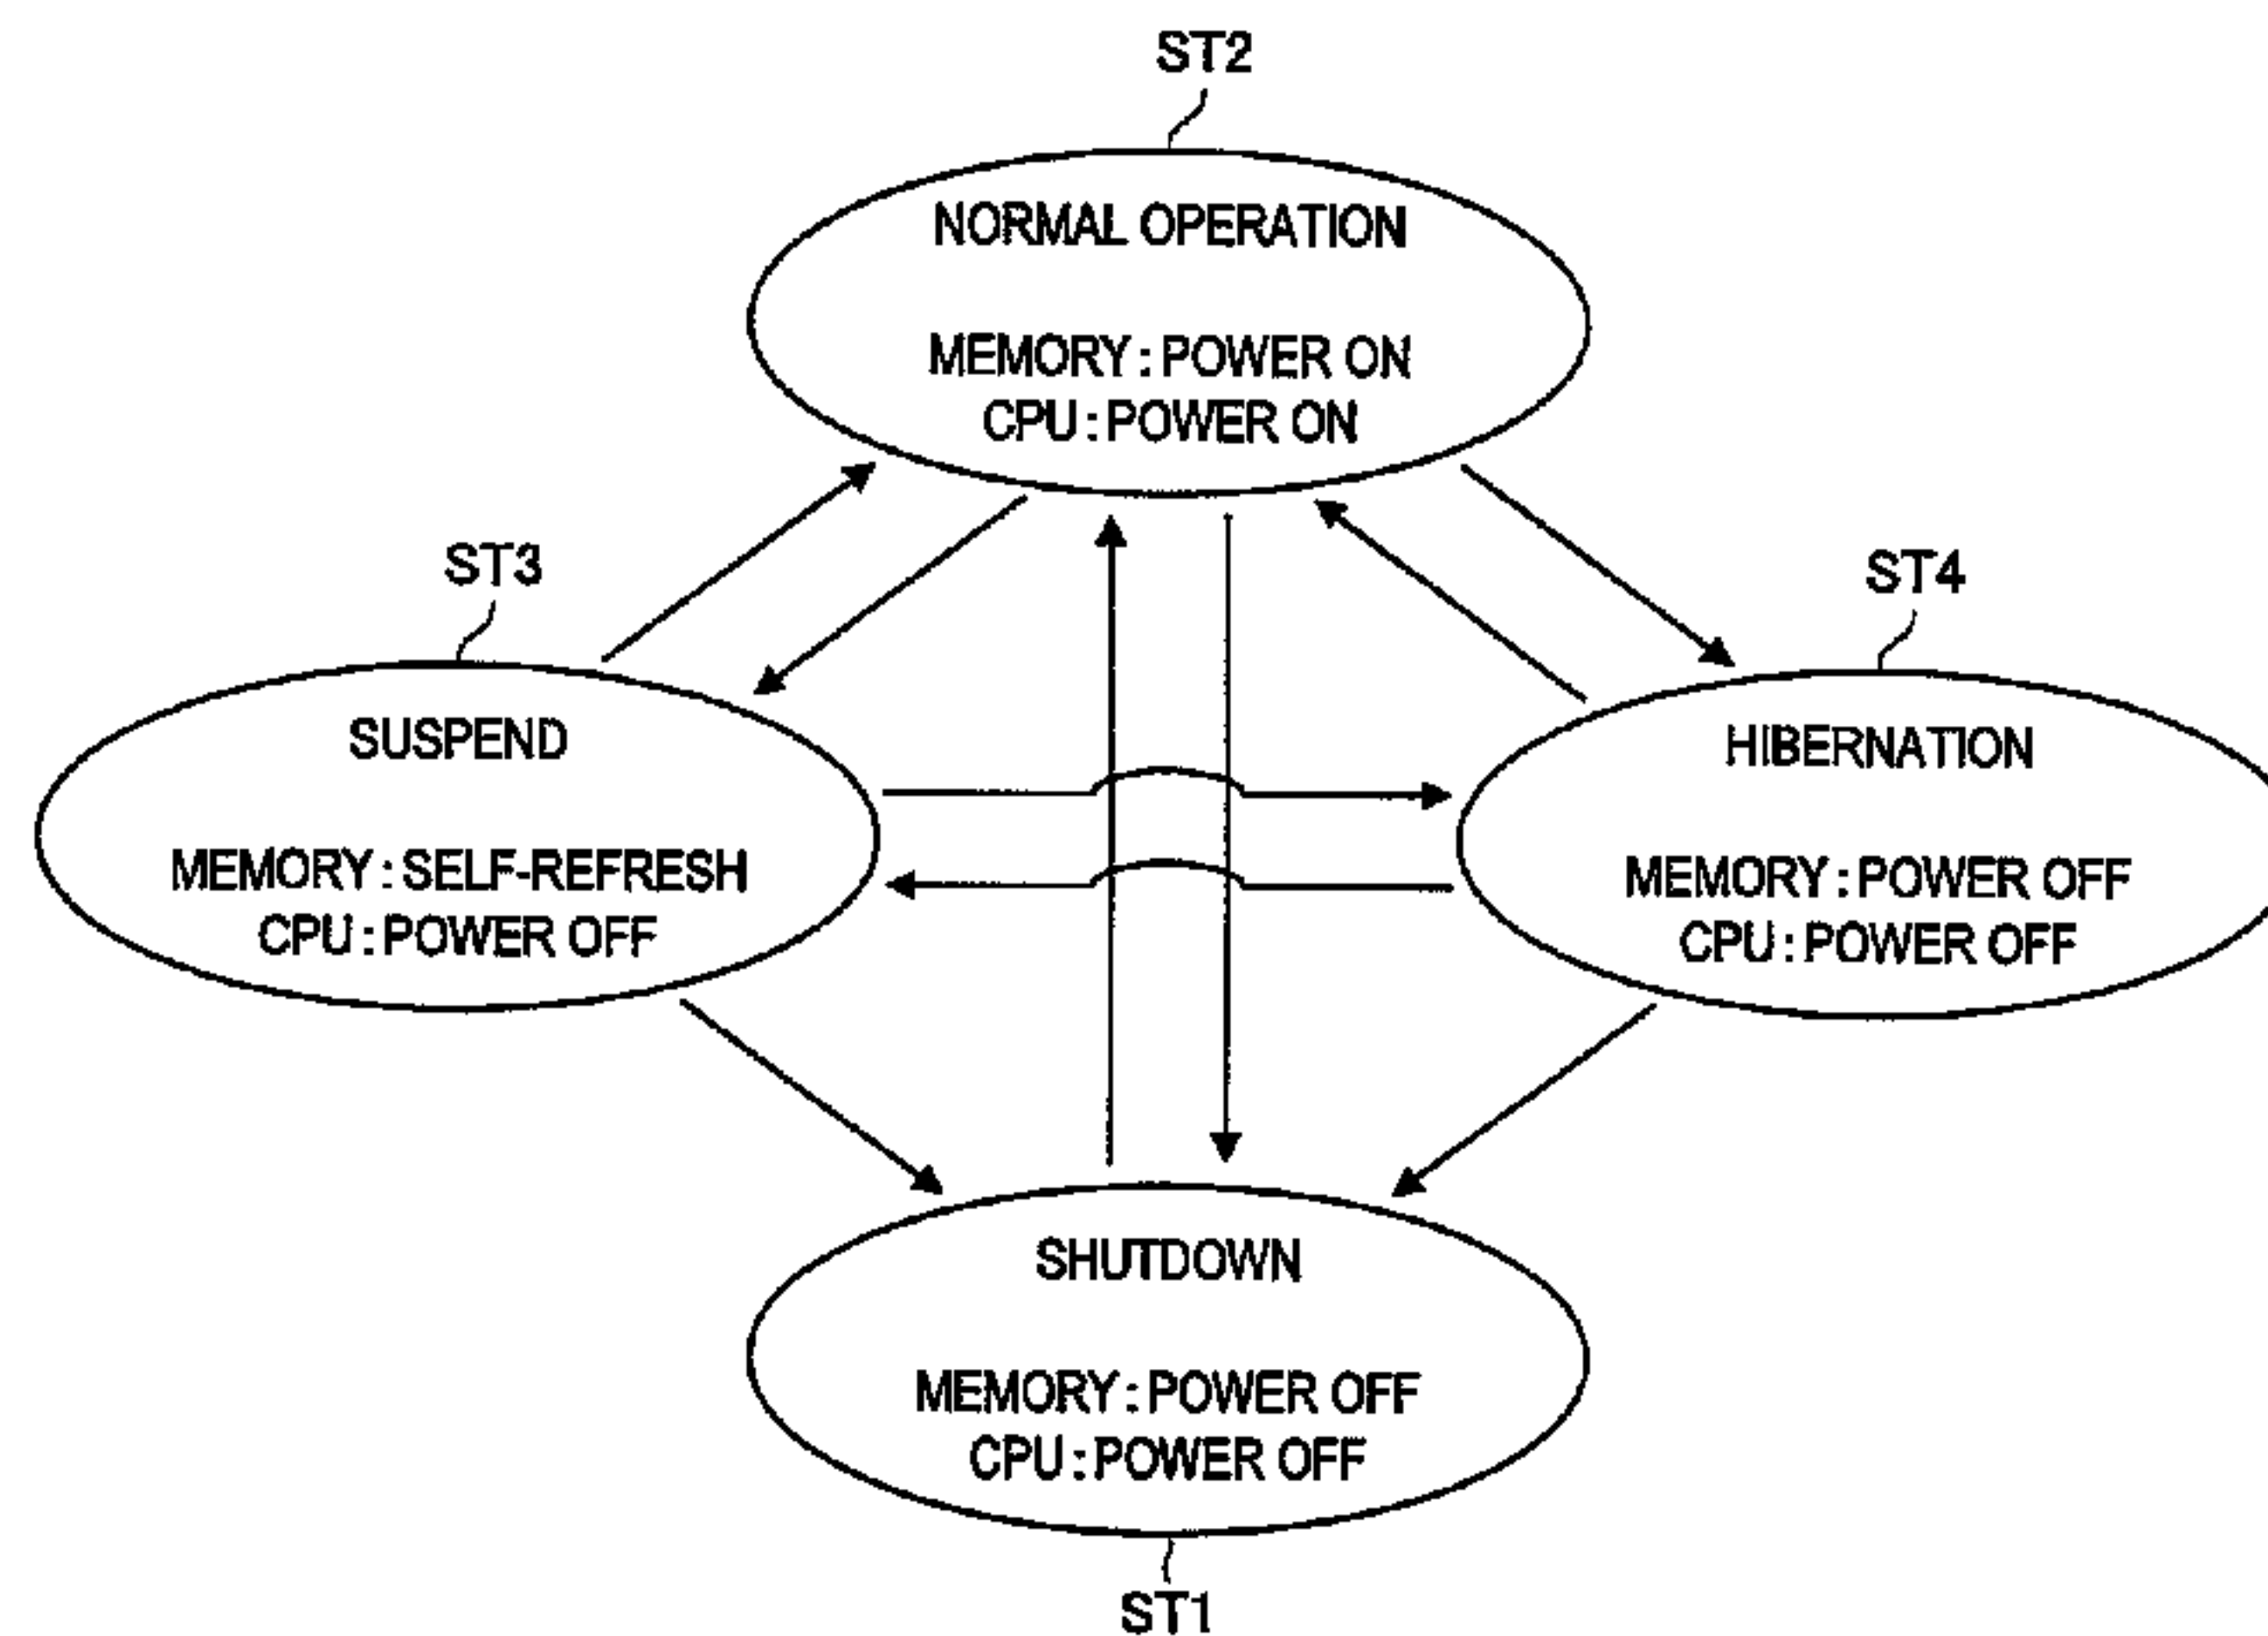 ST2
NORMAL OPERATION
MEMORY : POWER ON
CPU : POWER ON
ST3
SUSPEND
MEMORY : SELF-REFRESH
CPU : POWER OFF
ST4
HIBERNATION
MEMORY : POWER OFF
CPU : POWER OFF
SHUTDOWN
MEMORY : POWER OFF
CPU : POWER OFF
ST1